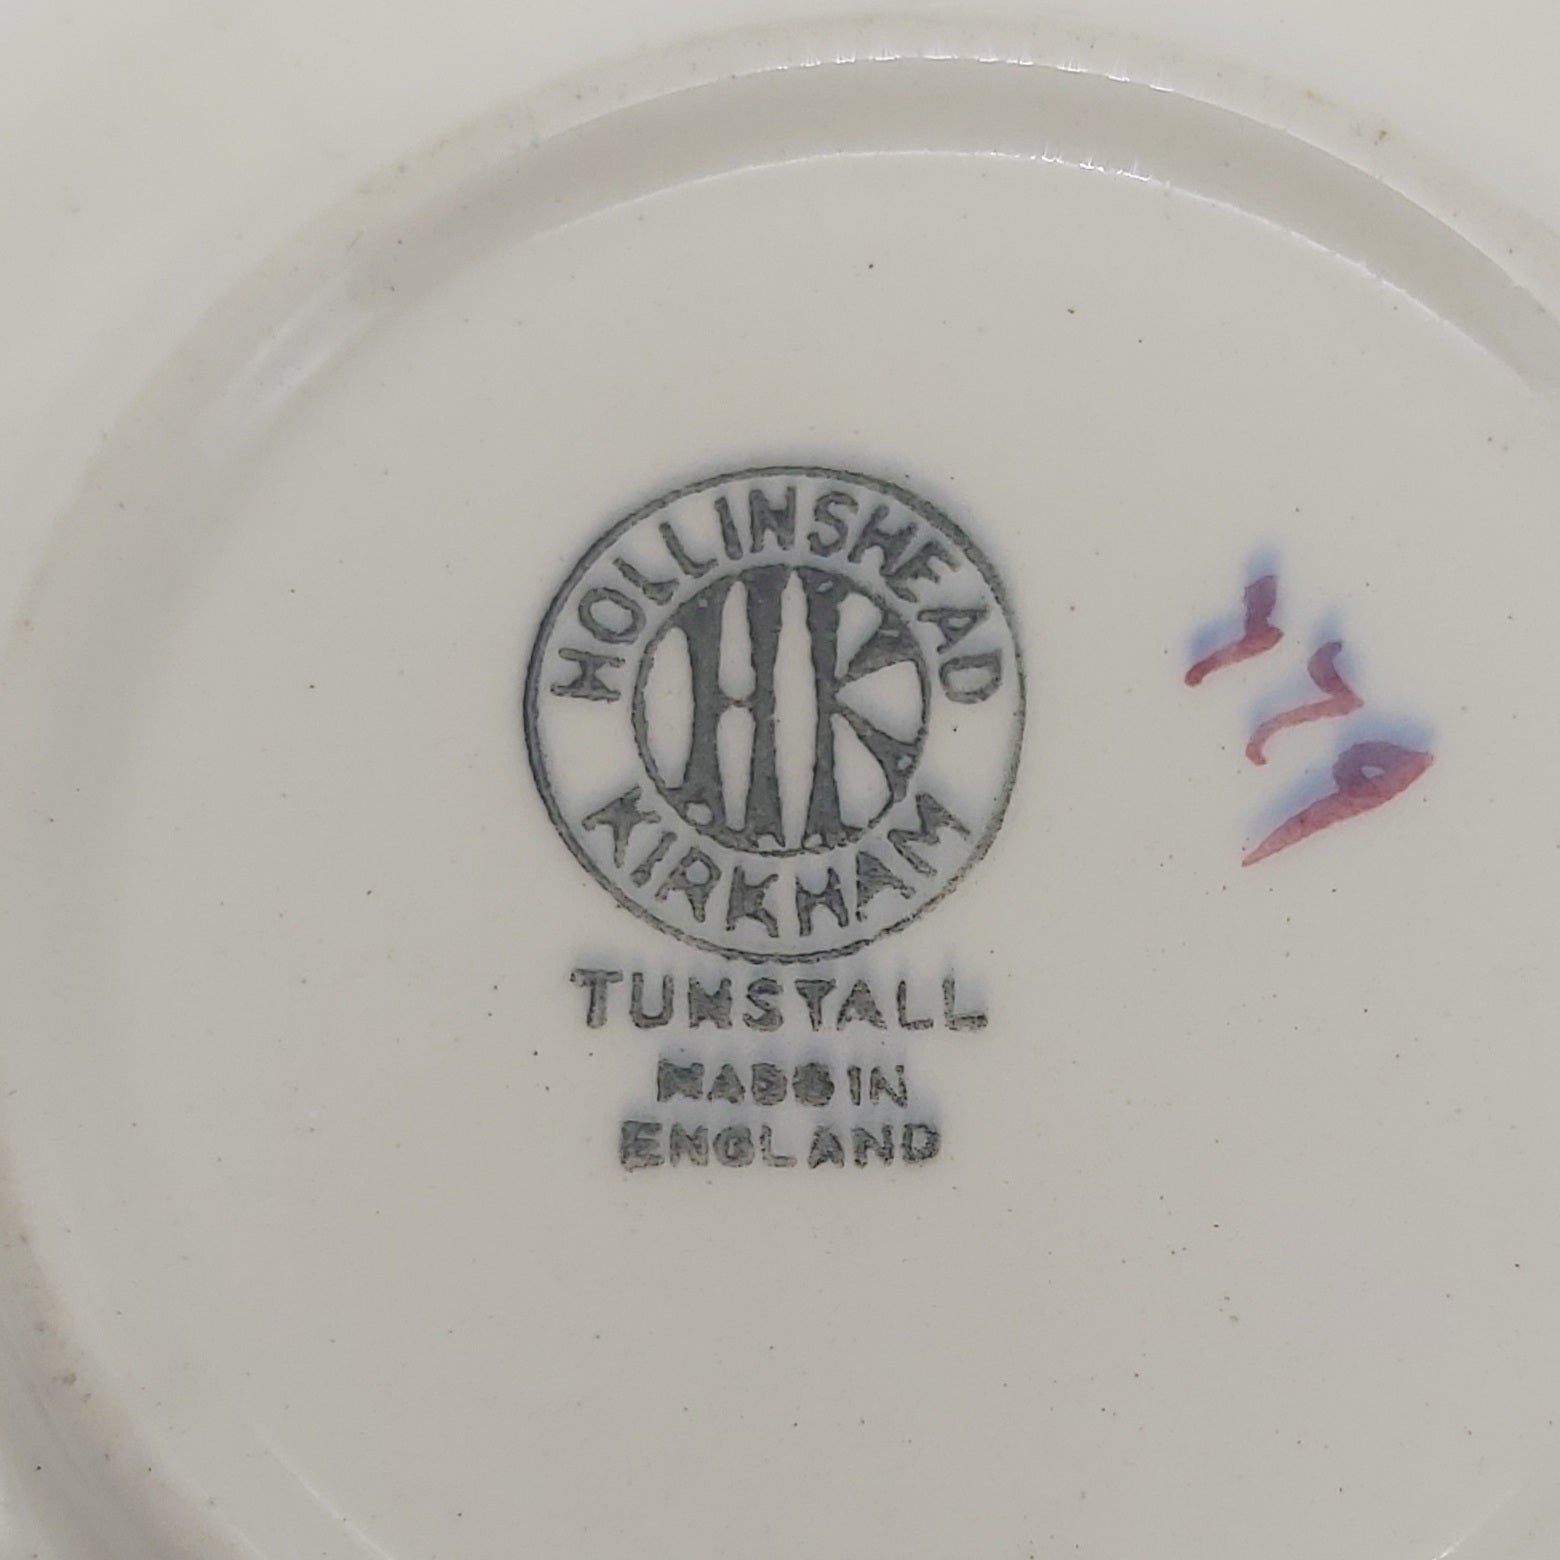 HOLLINSHEAD
HK
KIRKHAM
TUNSTALL
MADE IN
ENGLAND